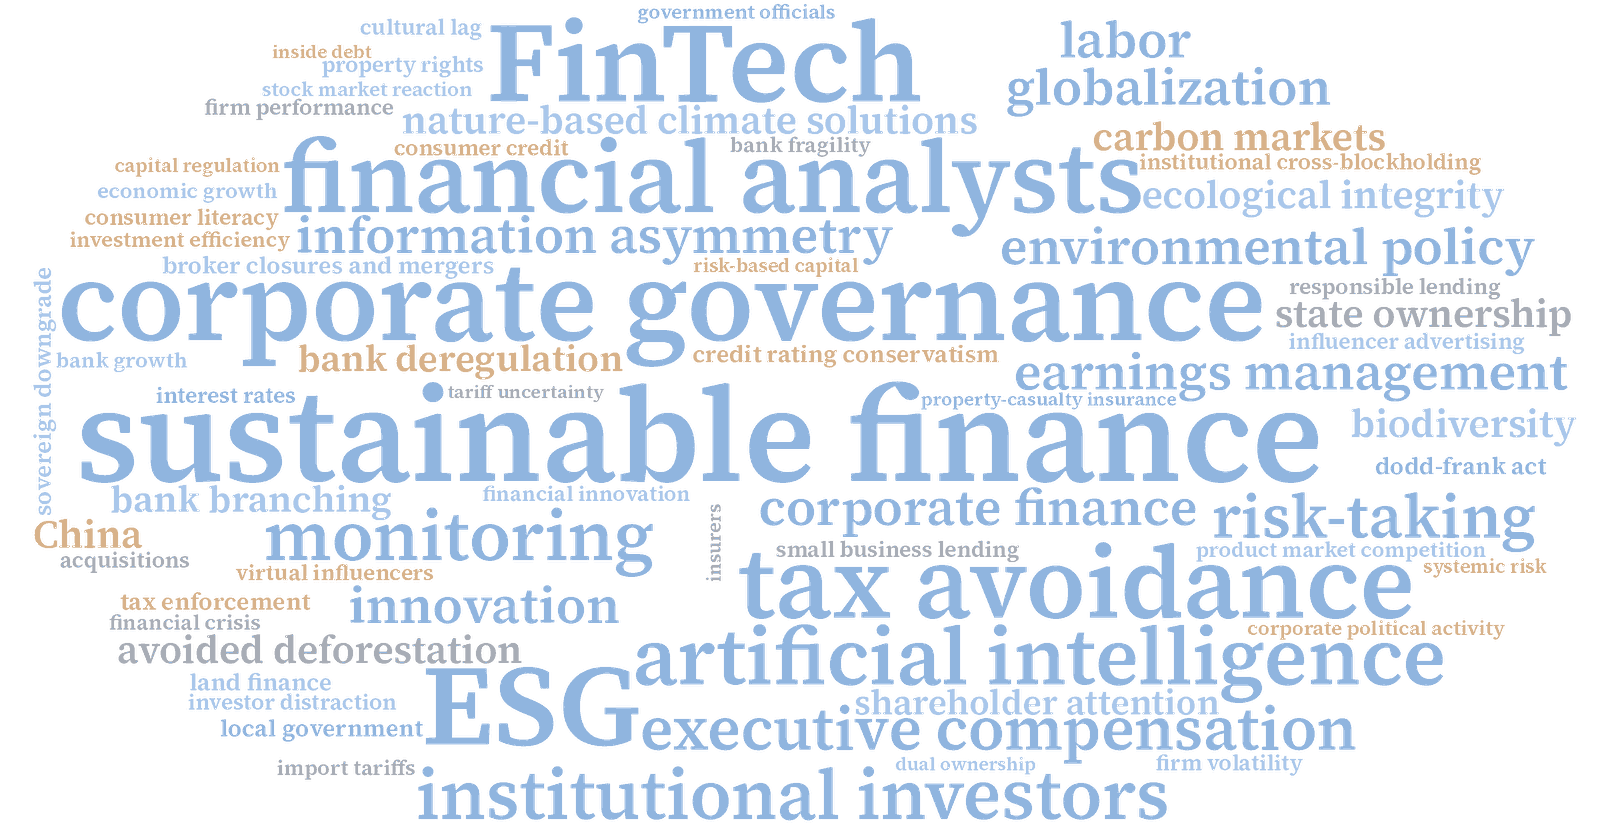 government officials
cultural lag
FinTech
labor
inside debt
property rights
globalization
stock market reaction
firm performance
nature-based climate solutions
carbon markets
consumer credit
bank fragility
capital regulation
financial analysts
institutional cross-blockholding
economic growth
ecological integrity
consumer literacy
investment efficiency
information asymmetry
environmental policy
broker closures and mergers
risk-based capital
sovereign downgrade
corporate governance
responsible lending
state ownership
influencer advertising
bank growth
bank deregulation
credit rating conservatism
earnings management
interest rates
tariff uncertainty
property-casualty insurance
sustainable finance
biodiversity
dodd-frank act
bank branching
financial innovation
corporate finance
risk-taking
China
monitoring
insurers
acquisitions
small business lending
product market competition
virtual influencers
tax avoidance
systemic risk
tax enforcement
innovation
financial crisis
corporate political activity
avoided deforestation
artificial intelligence
land finance
ESG
investor distraction
shareholder attention
local government
executive compensation
import tariffs
dual ownership
firm volatility
institutional investors